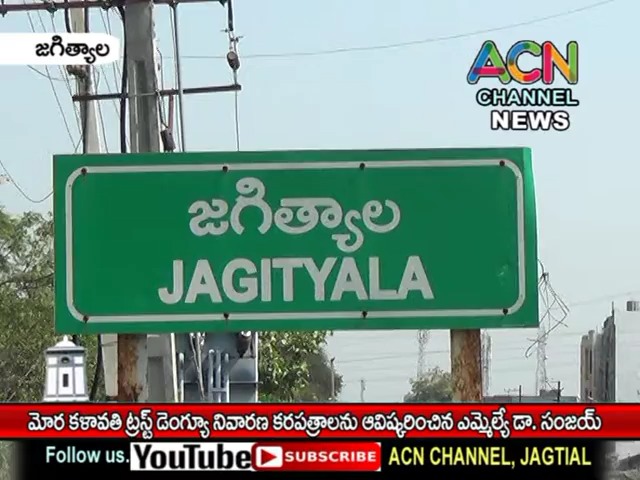 జగిత్యాల
ACN
CHANNEL
NEWS
జగిత్యాల
JAGITYALA
మోర కళావతి ట్రస్ట్ డెంగ్యూ నివారణ కరపత్రాలను ఆవిష్కరించిన ఎమ్మెల్యే డా. సంజయ్
Follow us. YouTube SUBSCRIBE ACN CHANNEL, JAGTIAL